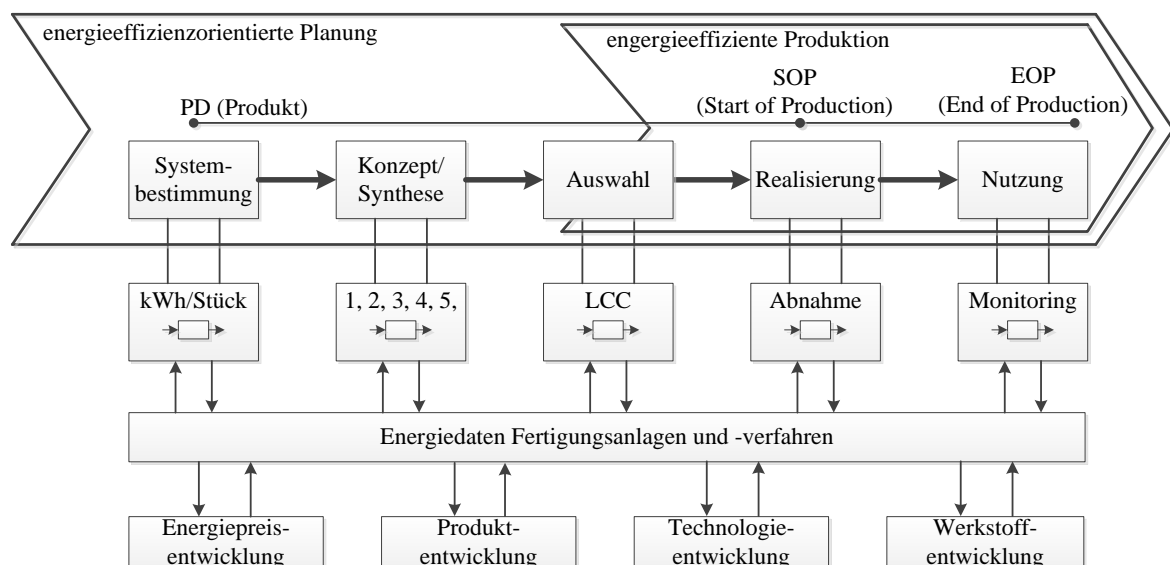 energieeffizienzorientierte Planung
engergieeffiziente Produktion
SOP
(Start of Production)
EOP
(End of Production)
PD (Produkt)
System-
bestimmung
Konzept/
Synthese
Auswahl
Realisierung
Nutzung
kWh/Stück
1, 2, 3, 4, 5,
LCC
Abnahme
Monitoring
Energiedaten Fertigungsanlagen und -verfahren
Energiepreis-
entwicklung
Produkt-
entwicklung
Technologie-
entwicklung
Werkstoff-
entwicklung